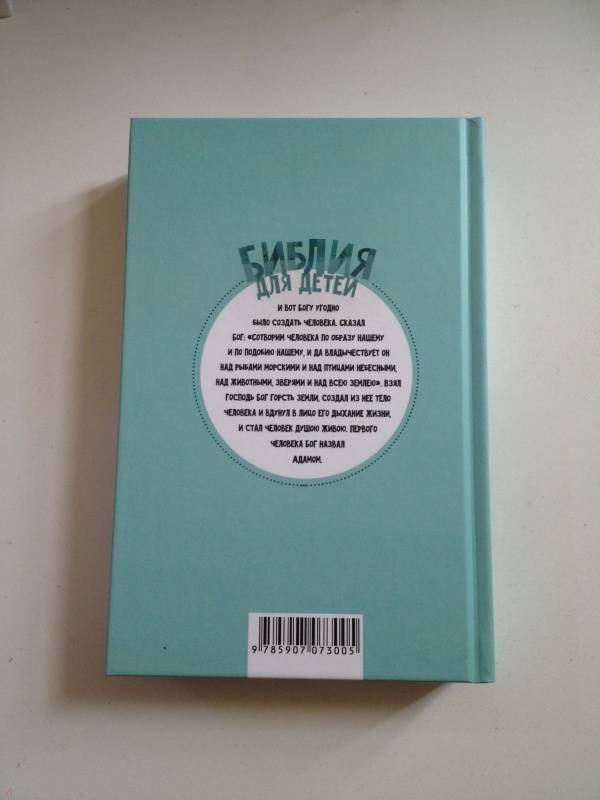 БИБЛИЯ
ДЛЯ ДЕТЕЙ
И ВОТ БОГУ УГОДНО
БЫЛО СОЗДАТЬ ЧЕЛОВЕКА. СКАЗАЛ
БОГ: «СОТВОРИМ ЧЕЛОВЕКА ПО ОБРАЗУ НАШЕМУ
И ПО ПОДОБИЮ НАШЕМУ, И ДА ВЛАДЫЧЕСТВУЕТ ОН
НАД РЫБАМИ МОРСКИМИ И НАД ПТИЦАМИ НЕБЕСНЫМИ,
НАД ЖИВОТНЫМИ, ЗВЕРЯМИ И НАД ВСЕЮ ЗЕМЛЕЮ». ВЗЯЛ
ГОСПОДЬ БОГ ГОРСТЬ ЗЕМЛИ, СОЗДАЛ ИЗ НЕЕ ТЕЛО
ЧЕЛОВЕКА И ВДУНУЛ В ЛИЦО ЕГО ДЫХАНИЕ ЖИЗНИ,
И СТАЛ ЧЕЛОВЕК ДУШОЮ ЖИВОЮ. ПЕРВОГО
ЧЕЛОВЕКА БОГ НАЗВАЛ
АДАМОМ.
9 785907 073005